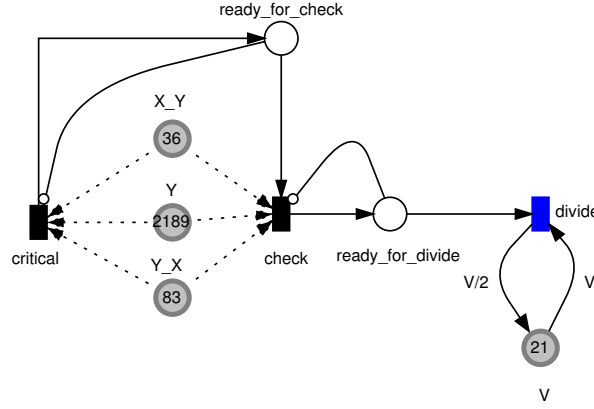 ready_for_check
X_Y
36
Y
2189
divide
critical
Y_X
check
ready_for_divide
83
V/2
V
21
V